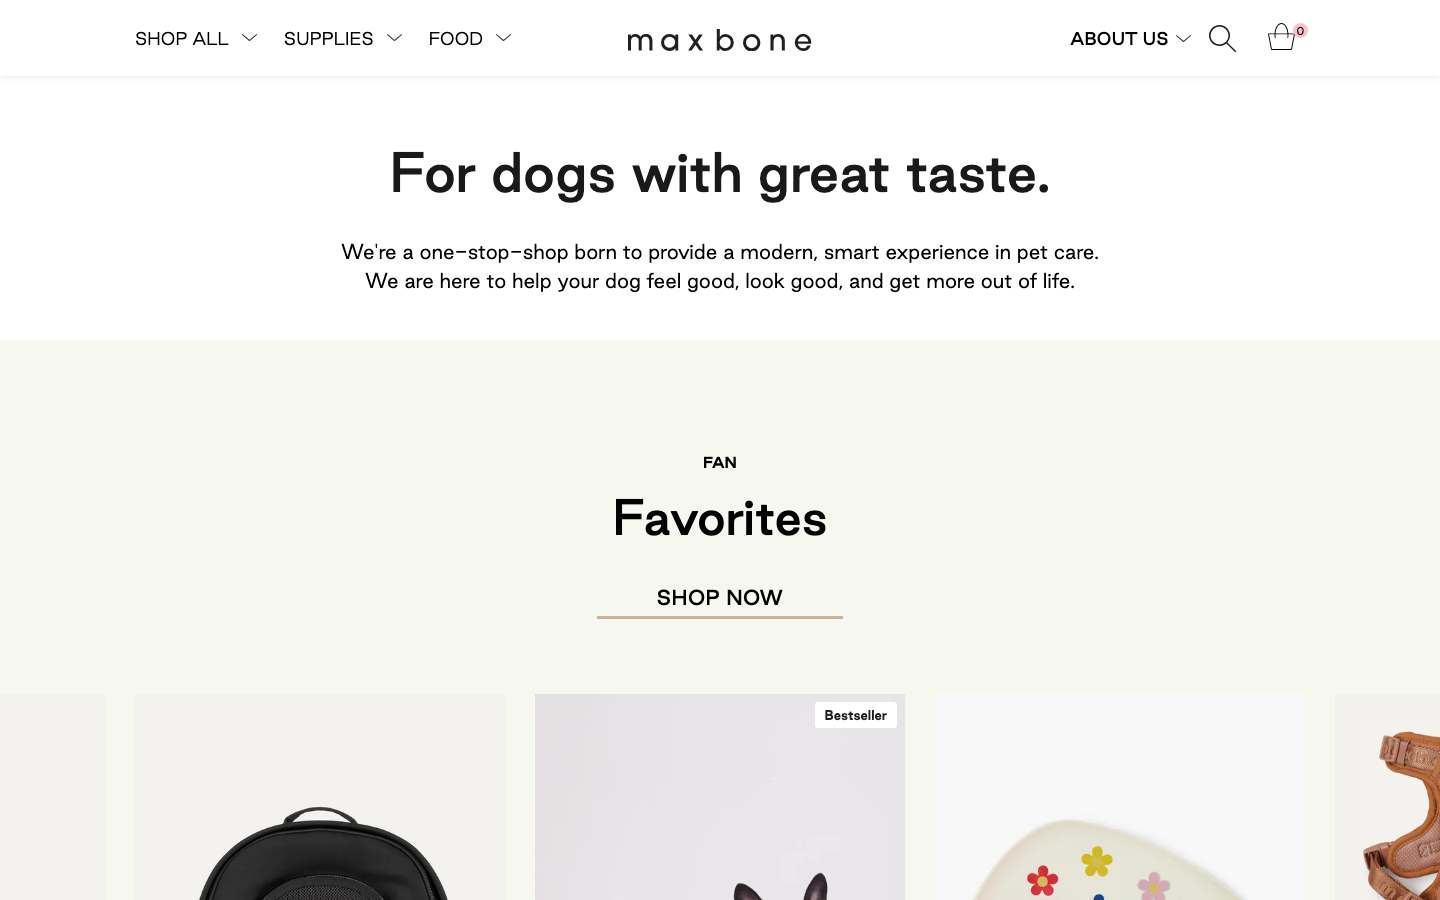 SHOP ALL
SUPPLIES
FOOD
maxbone
ABOUT US
0
For dogs with great taste.
We're a one-stop-shop born to provide a modern, smart experience in pet care.
We are here to help your dog feel good, look good, and get more out of life.
FAN
Favorites
SHOP NOW
Bestseller